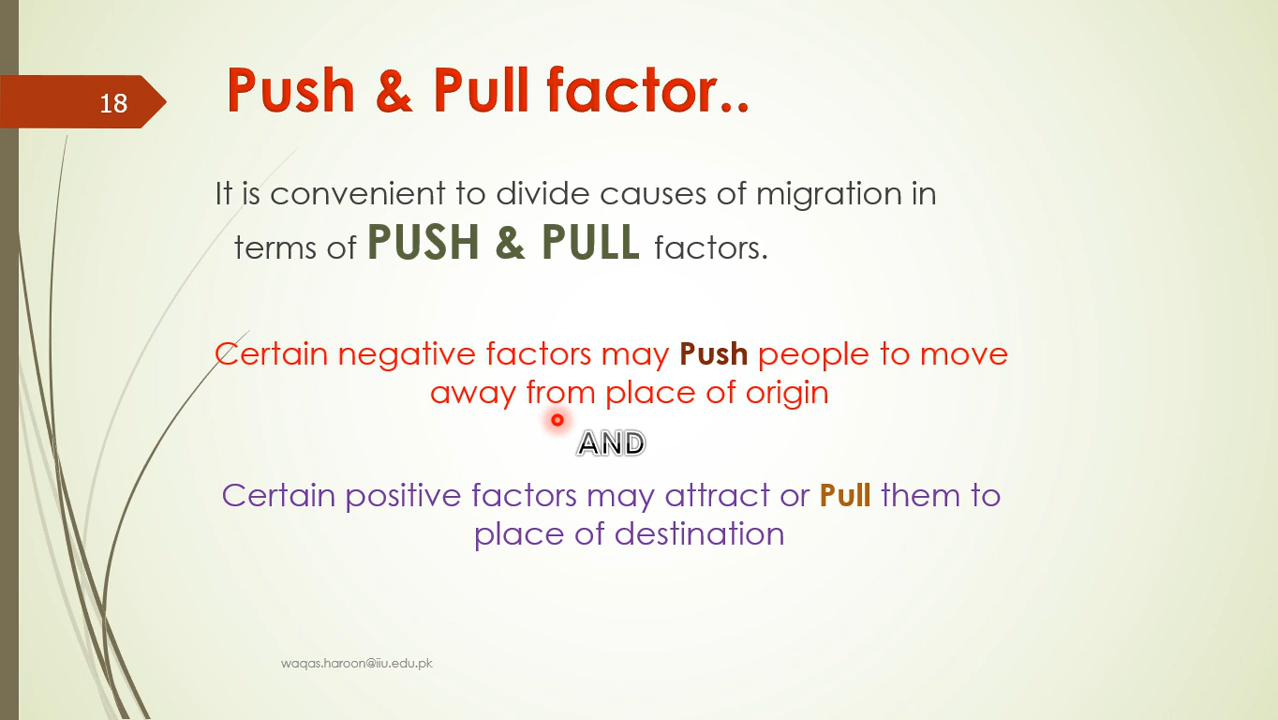 18
Push & Pull factor..
It is convenient to divide causes of migration in
terms of PUSH & PULL factors.
Certain negative factors may Push people to move
away from place of origin
AND
Certain positive factors may attract or Pull them to
place of destination
waqas.haroon@iiu.edu.pk